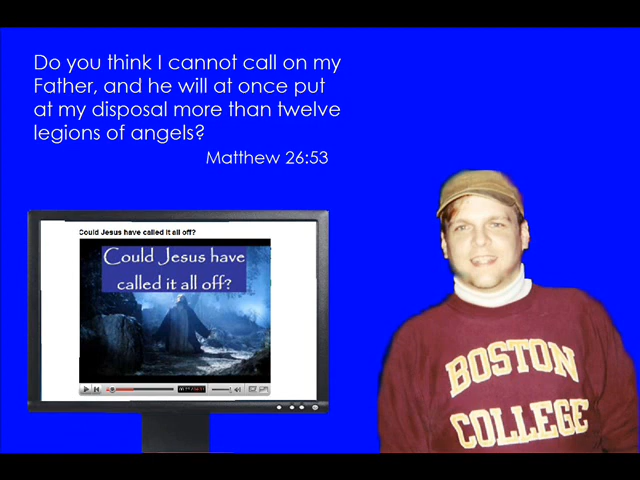 Do you think I cannot call on my
Father, and he will at once put
at my disposal more than twelve
legions of angels?
Matthew 26:53
Could Jesus have called it all off?
Could Jesus have
called it all off?
BOSTON
COLLEGE